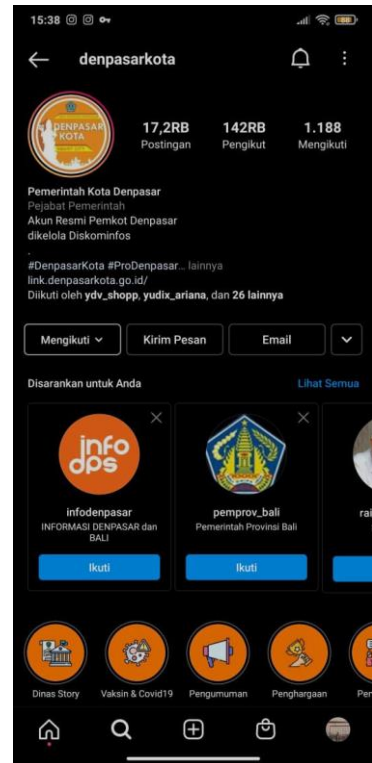 15:38
60
denpasarkota
DENPASAR
KOTA
17,2RB 142RB 1.188
Postingan Pengikut Mengikuti
Pemerintah Kota Denpasar
Pejabat Pemerintah
Akun Resmi Pemkot Denpasar
dikelola Diskominfos
.
#DenpasarKota #ProDenpasar... lainnya
link.denpasarkota.go.id/
Diikuti oleh ydv_shopp, yudix_ariana, dan 26 lainnya
Mengikuti Kirim Pesan Email
Disarankan untuk Anda Lihat Semua
info
dps
infodenpasar pemprov_bali rai
INFORMASI DENPASAR dan BALI Pemerintah Provinsi Bali
Ikuti Ikuti
Dinas Story Vaksin & Covid19 Pengumuman Penghargaan Per